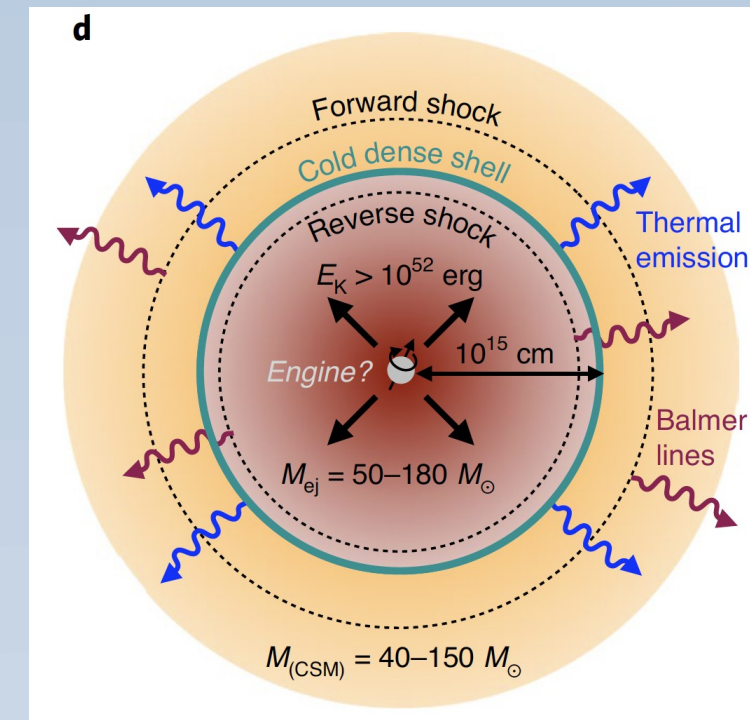 d
Forward shock
Cold dense shell
Reverse shock
E_K > 10^52 erg
Thermal
emission
Engine?
10^15 cm
Balmer
lines
M_ej = 50–180 M_⊙
M_(CSM) = 40–150 M_⊙